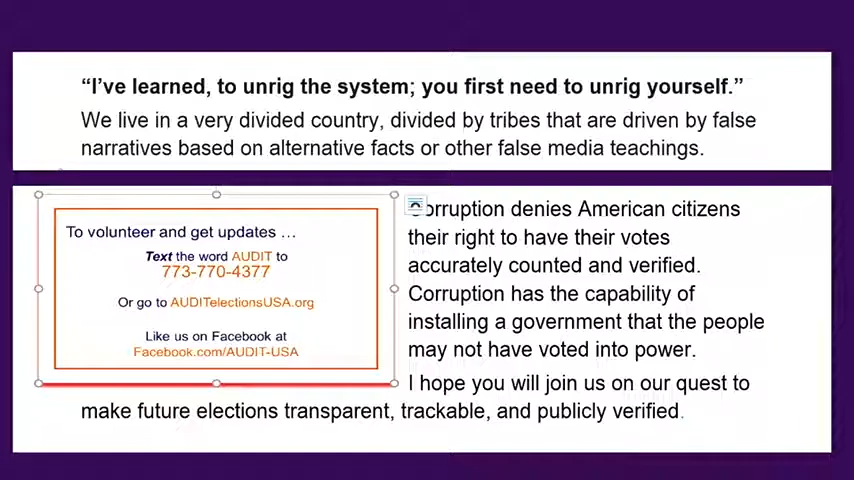 “I’ve learned, to unrig the system; you first need to unrig yourself.”
We live in a very divided country, divided by tribes that are driven by false
narratives based on alternative facts or other false media teachings.
To volunteer and get updates …
Text the word AUDIT to
773-770-4377
Or go to AUDITelectionsUSA.org
Like us on Facebook at
Facebook.com/AUDIT-USA
Corruption denies American citizens
their right to have their votes
accurately counted and verified.
Corruption has the capability of
installing a government that the people
may not have voted into power.
I hope you will join us on our quest to
make future elections transparent, trackable, and publicly verified.